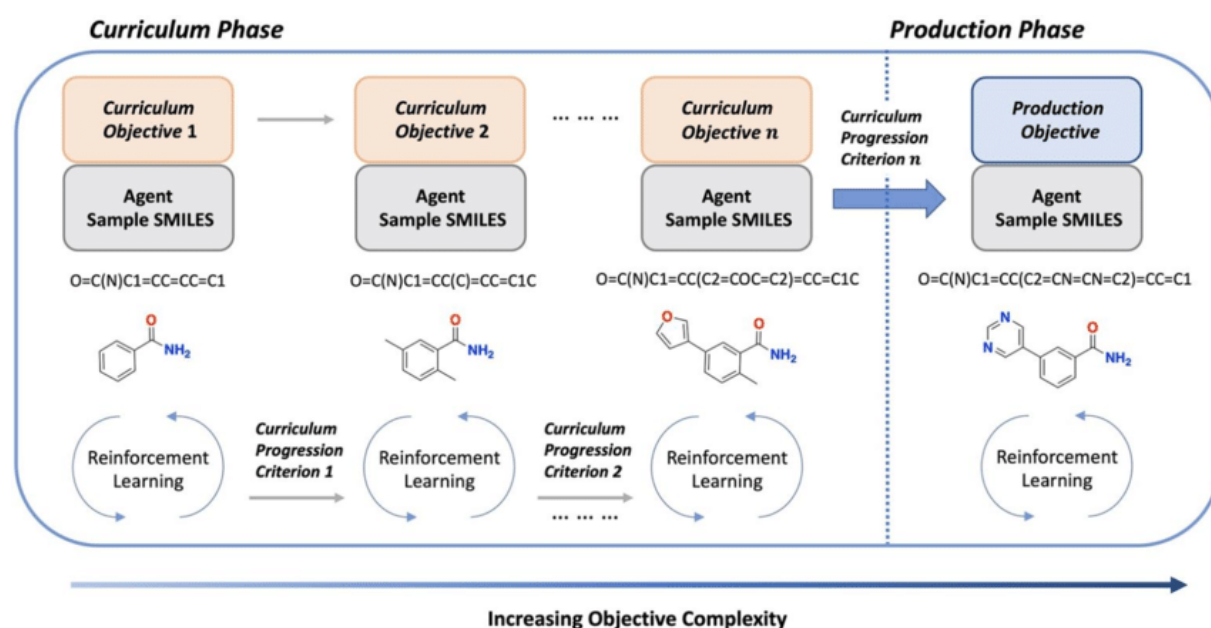 Curriculum Phase
Production Phase
Curriculum
Objective 1
Curriculum
Objective 2
... ...
Curriculum
Objective n
Curriculum
Progression
Criterion n
Production
Objective
Agent
Sample SMILES
Agent
Sample SMILES
Agent
Sample SMILES
Agent
Sample SMILES
O=C(N)C1=CC=CC=C1
O=C(N)C1=CC(C)=CC=C1C
O=C(N)C1=CC(C2=COC=C2)=CC=C1C
O=C(N)C1=CC(C2=CN=CN=C2)=CC=C1
O
NH2
O
NH2
O
O
NH2
N
N
O
NH2
Reinforcement
Learning
Curriculum
Progression
Criterion 1
Reinforcement
Learning
Curriculum
Progression
Criterion 2
... ... ...
Reinforcement
Learning
Reinforcement
Learning
Increasing Objective Complexity